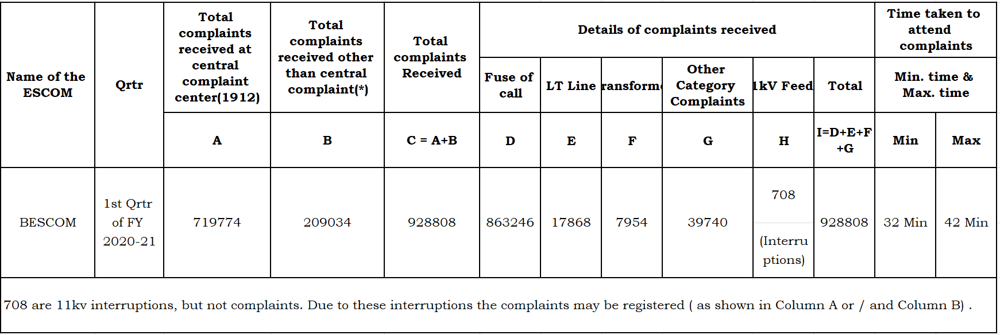 Name of the
ESCOM
Qrtr
Total
complaints
received at
central
complaint
center(1912)
Total
complaints
received other
than central
complaint(*)
Total
complaints
Received
Details of complaints received
Time taken to
attend
complaints
Fuse of
call
LT Line
ransform
Other
Category
Complaints
1kV Feed
Total
Min. time &
Max. time
A
B
C = A+B
D
E
F
G
H
I=D+E+F
+G
Min
Max
BESCOM
1st Qrtr
of FY
2020-21
719774
209034
928808
863246
17868
7954
39740
708
(Interru
ptions)
928808
32 Min
42 Min
708 are 11kv interruptions, but not complaints. Due to these interruptions the complaints may be registered ( as shown in Column A or / and Column B) .